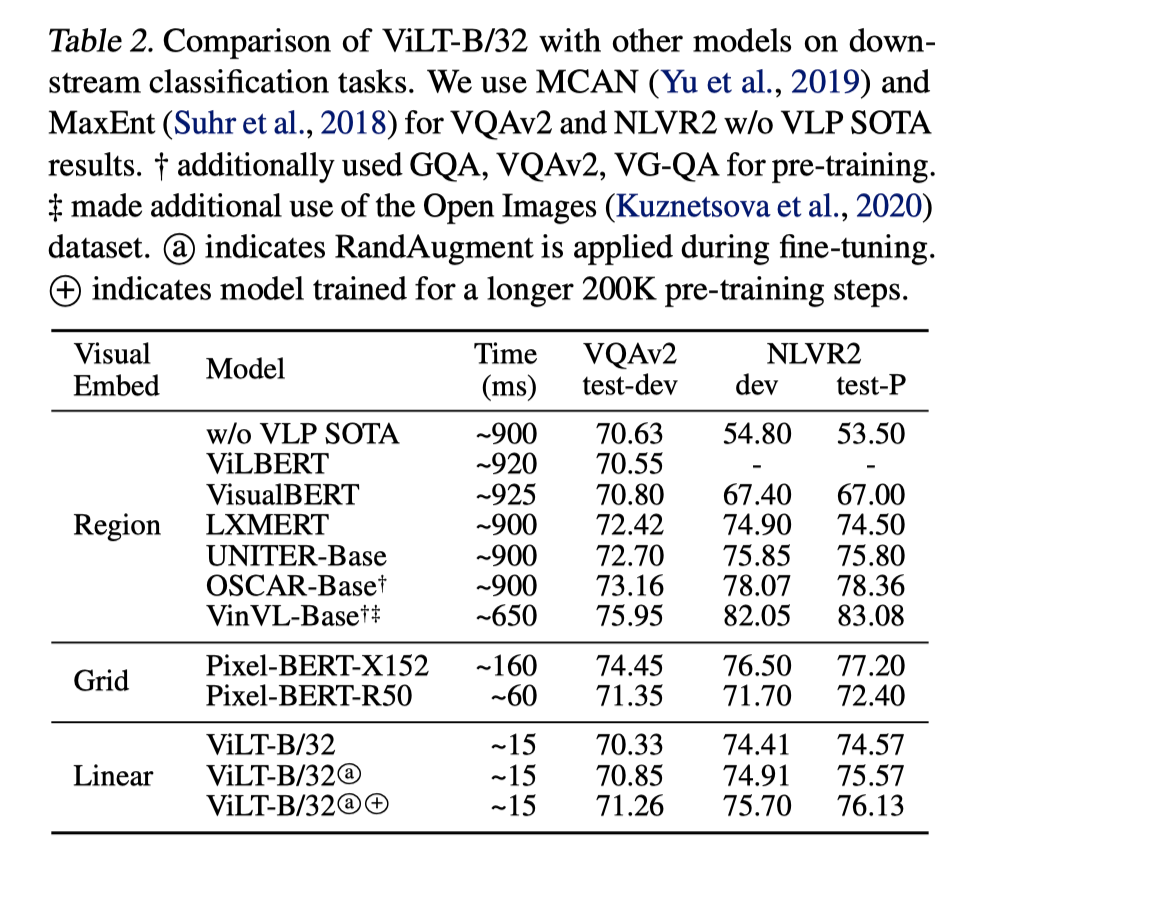 Table 2. Comparison of ViLT-B/32 with other models on down-
stream classification tasks. We use MCAN (Yu et al., 2019) and
MaxEnt (Suhr et al., 2018) for VQAv2 and NLVR2 w/o VLP SOTA
results. † additionally used GQA, VQAv2, VG-QA for pre-training.
‡ made additional use of the Open Images (Kuznetsova et al., 2020)
dataset. ⓐ indicates RandAugment is applied during fine-tuning.
⊕ indicates model trained for a longer 200K pre-training steps.
Visual Embed Model Time (ms) VQAv2 test-dev NLVR2 dev test-P
w/o VLP SOTA ~900 70.63 54.80 53.50
ViLBERT ~920 70.55 - -
VisualBERT ~925 70.80 67.40 67.00
Region LXMERT ~900 72.42 74.90 74.50
UNITER-Base ~900 72.70 75.85 75.80
OSCAR-Base† ~900 73.16 78.07 78.36
VinVL-Base†‡ ~650 75.95 82.05 83.08
Grid Pixel-BERT-X152 ~160 74.45 76.50 77.20
Pixel-BERT-R50 ~60 71.35 71.70 72.40
ViLT-B/32 ~15 70.33 74.41 74.57
Linear ViLT-B/32ⓐ ~15 70.85 74.91 75.57
ViLT-B/32ⓐ⊕ ~15 71.26 75.70 76.13